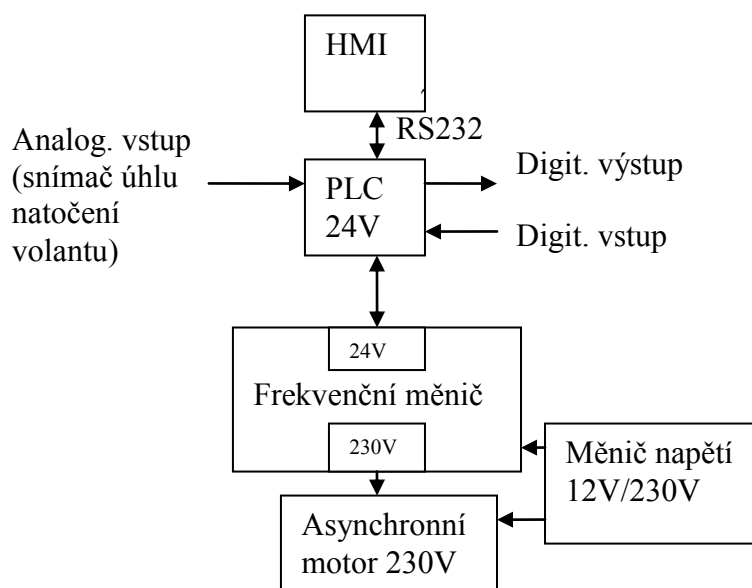 HMI
RS232
Analog. vstup
(snímač úhlu
natočení
volantu)
PLC
24V
Digit. výstup
Digit. vstup
24V
Frekvenční měnič
230V
Měnič napětí
12V/230V
Asynchronní
motor 230V